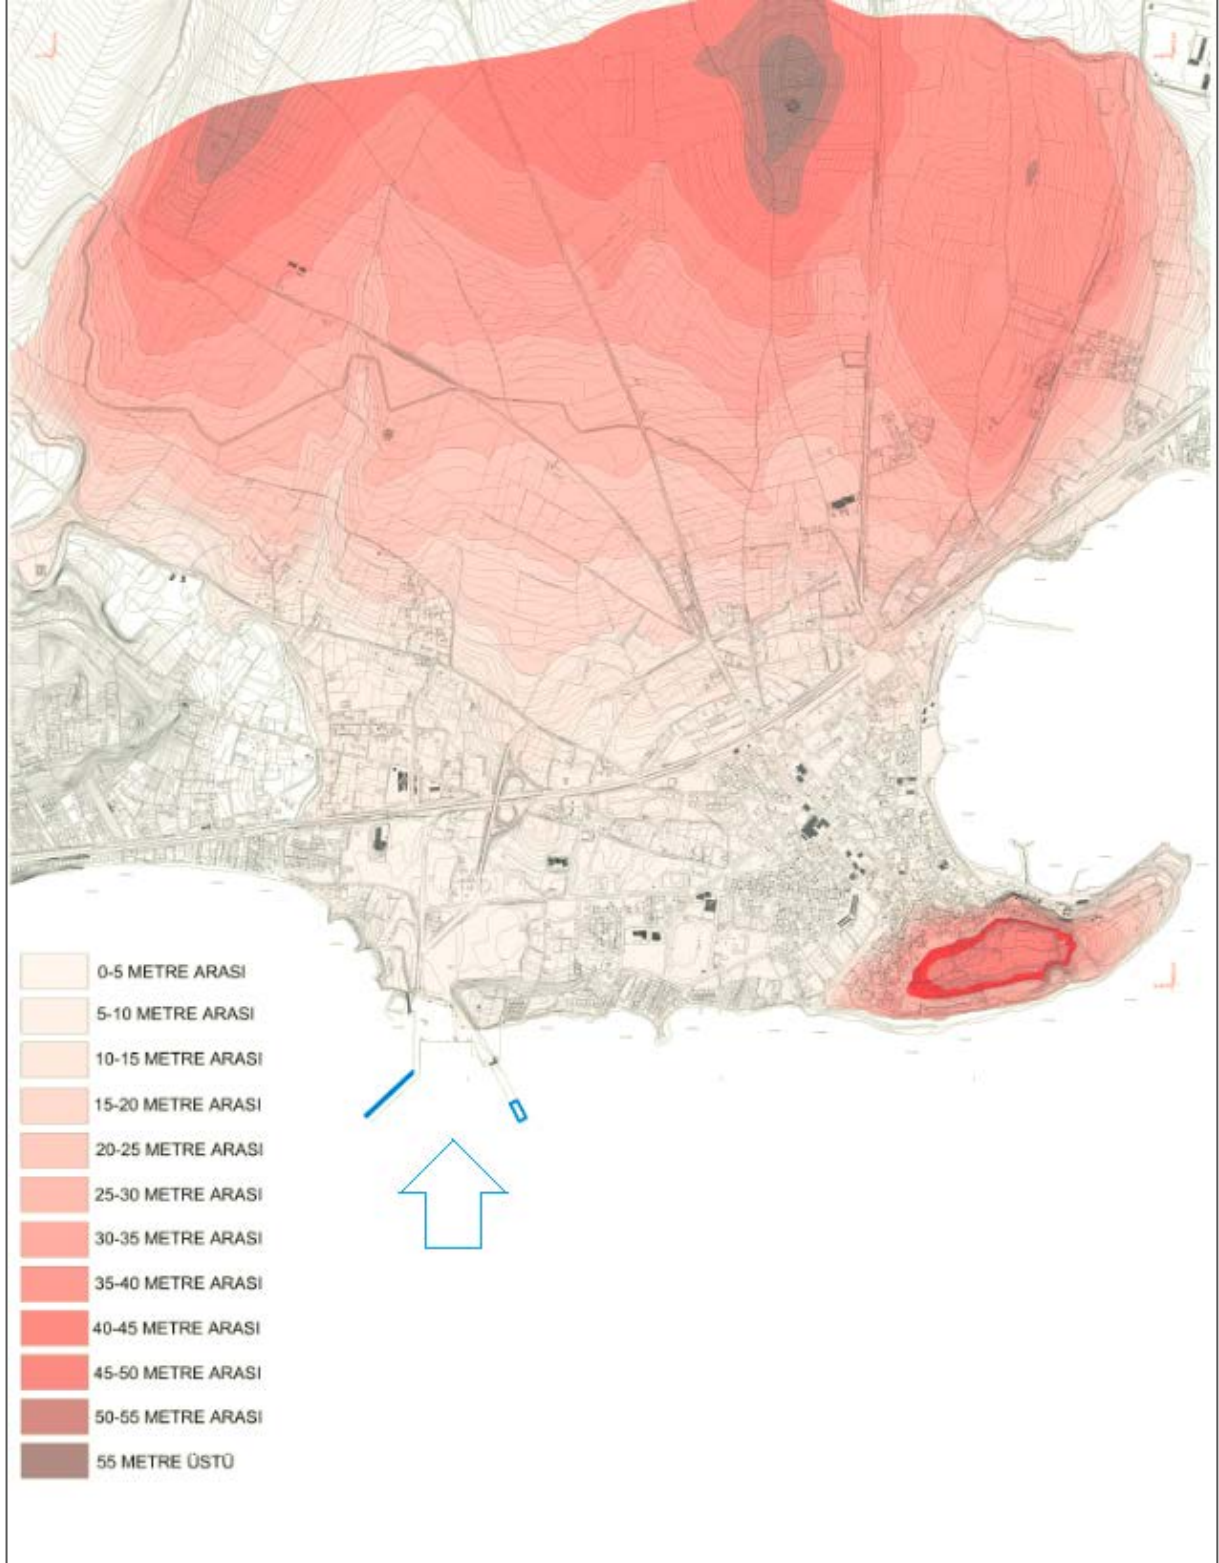 0-5 METRE ARASI
5-10 METRE ARASI
10-15 METRE ARASI
15-20 METRE ARASI
20-25 METRE ARASI
25-30 METRE ARASI
30-35 METRE ARASI
35-40 METRE ARASI
40-45 METRE ARASI
45-50 METRE ARASI
50-55 METRE ARASI
55 METRE ÜSTÜ